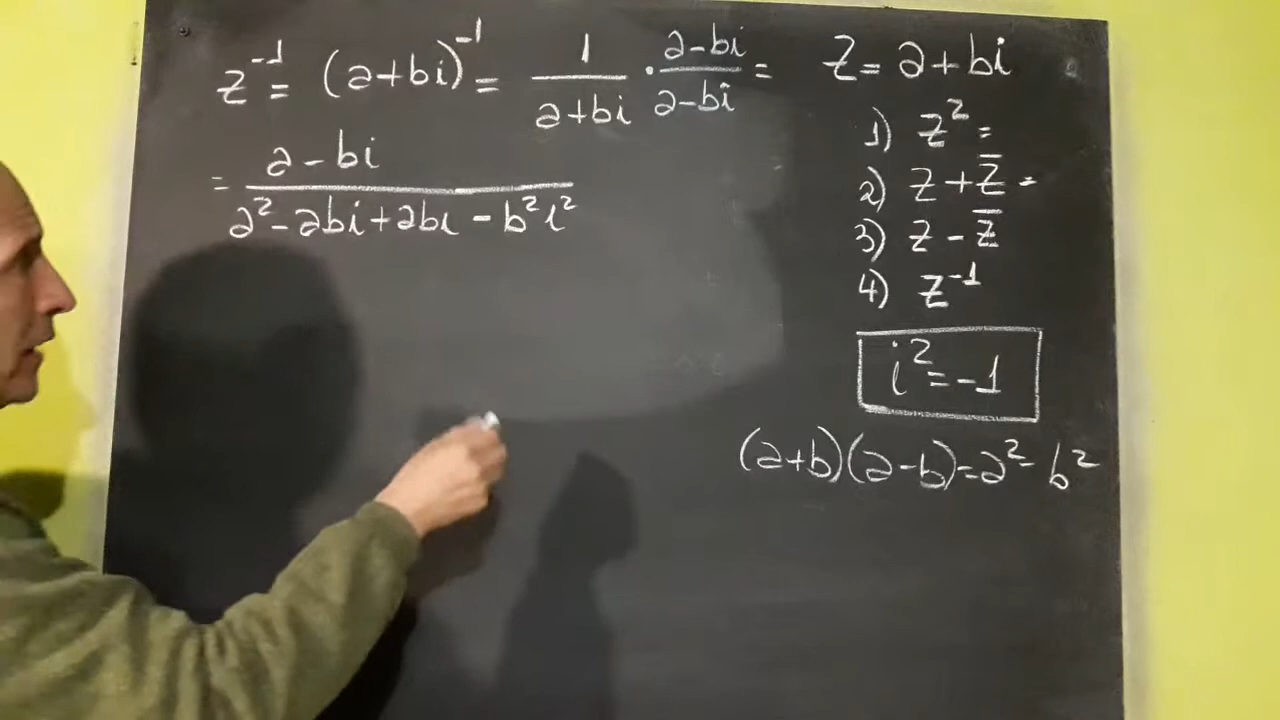 z⁻¹ = (a+bi)⁻¹ = 1/(a+bi) · (a-bi)/(a-bi) =
= (a-bi)/(a²-abi+abi-b²i²)
z = a+bi
1) z² =
2) z + z̅ =
3) z - z̅
4) z⁻¹
i² = -1
(a+b)(a-b)=a²-b²